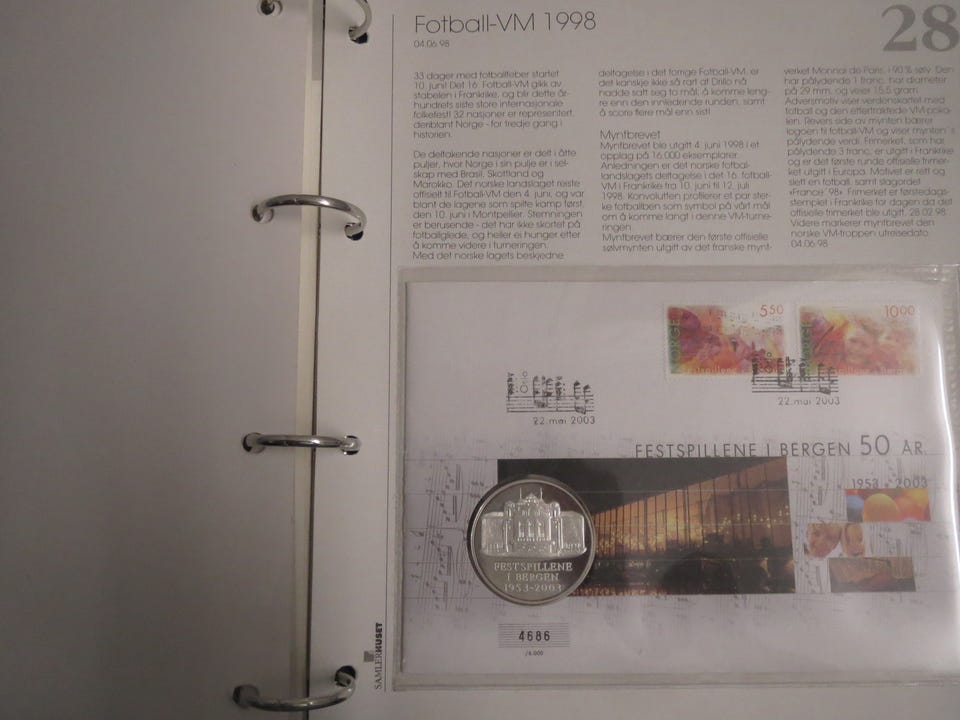 Fotball-VM 1998
04.06.98
28
33 dager med fotballfeber startet
10. juni! Det 16. Fotball-VM gikk av
stabelen i Frankrike, og blir dette år-
hundrets siste store internasjonale
folkefest! 32 nasjoner er representert,
deriblant Norge - for tredje gang i
historien.
De deltakende nasjoner er delt i åtte
puljer, hvor Norge i sin pulje er i sel-
skap med Brasil, Skottland og
Marokko. Det norske landslaget reiste
offisielt til Fotball-VM den 4. juni, og var
blant de lagene som spilte kamp først,
den 10. juni i Montpellier. Stemningen
er berusende - det har ikke skortet på
fotballglede, og heller ei hunger etter
å komme videre i turneringen.
Med det norske lagets beskjedne
deltagelse i det forrige Fotball-VM, er
det kanskje ikke så rart at Drillo nå
hadde satt seg to mål, å komme leng-
re enn den innledende runden, samt
å score flere mål enn sist!
Myntbrevet
Myntbrevet ble utgitt 4. juni 1998 i et
opplag på 16.000 eksemplarer.
Anledningen er det norske fotball-
landslagets deltagelse i det 16. fotball-
VM i Frankrike fra 10. juni til 12. juli
1998. Konvolutten profilerer et par ster-
ke fotballben som symbol på vårt mål
om å komme langt i denne VM-turne-
ringen.
Myntbrevet bærer den første offisielle
sølvmynten utgitt av det franske mynt-
verket Monnai de Paris, i 90 % sølv. Den
har pålydende 1 franc, har diameter
på 29 mm, og veier 15,5 gram.
Adversmotiv viser verdenskartet med
fotball og den ettertraktede VM-poka-
len. Revers side av mynten bærer
logoen til fotball-VM og viser mynten´s
pålydende verdi. Frimerket, som har
pålydende 3 franc, er utgitt i Frankrike
og er det første runde offisielle frimer-
ket utgitt i Europa. Motivet er rett og
slett en fotball, samt slagordet
«France '98». Frimerket er førstedags-
stemplet i Frankrike for dagen da det
offisielle frimerket ble utgitt, 28.02.98.
Videre markerer myntbrevet den
norske VM-troppen utreisedato,
04.06.98
NORGE
5.50
10.00
Oslo
22.mai 2003
Oslo
22.mai 2003
FESTSPILLENE I BERGEN 50 ÅR
1953 - 2003
FESTSPILLENE
I BERGEN
1953-2003
4686
/6.000
SAMLERHUSET